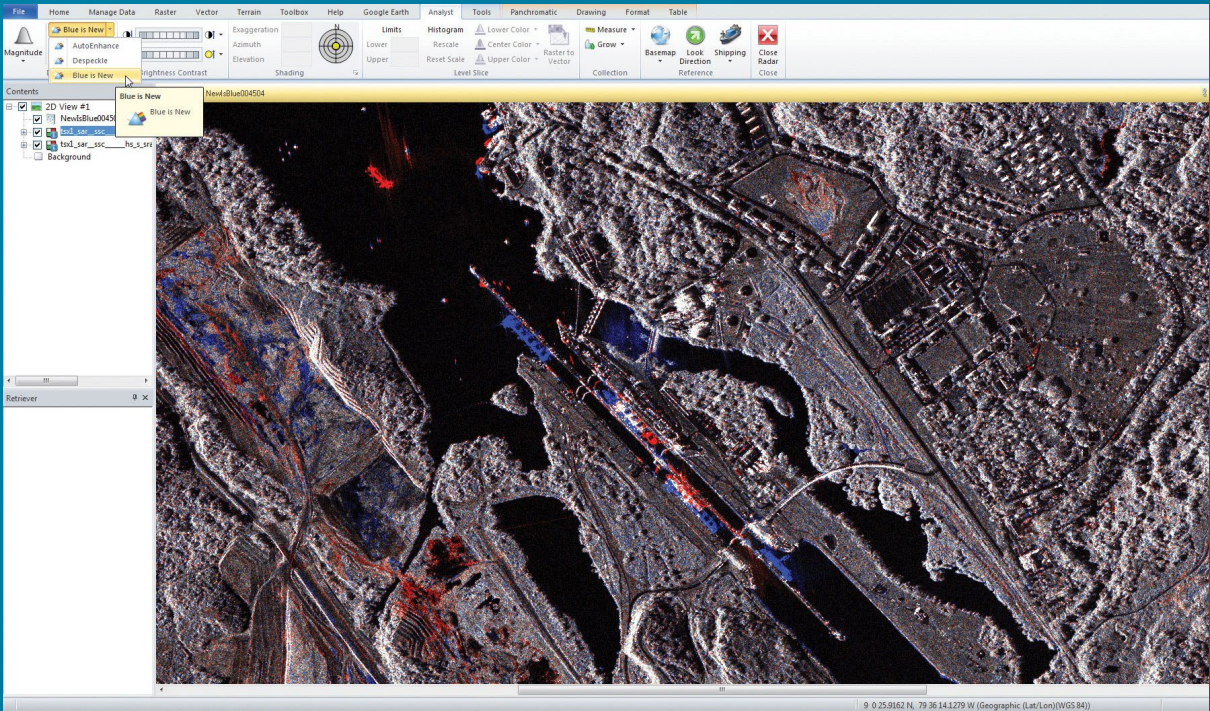 File Home Manage Data Raster Vector Terrain Toolbox Help Google Earth Analyst Tools Panchromatic Drawing Format Table
Blue is New
AutoEnhance
Despeckle
Blue is New
Magnitude
Brightness Contrast
Exaggeration
Azimuth
Elevation
N
Shading
Limits
Lower
Upper
Histogram
Rescale
Reset Scale
Lower Color
Center Color
Upper Color
Raster to
Vector
Level Slice
Measure
Grow
Collection
Basemap
Look
Direction
Shipping
Reference
Close
Radar
Close
Contents
Blue is New
Blue is New
NewIsBlue004504
2D View #1
NewIsBlue00450
tsx1_sar__ssc__
tsx1_sar__ssc_____hs_s_sra
Background
Retriever
9 0 25.9162 N, 79 36 14.1279 W (Geographic (Lat/Lon)(WGS 84))